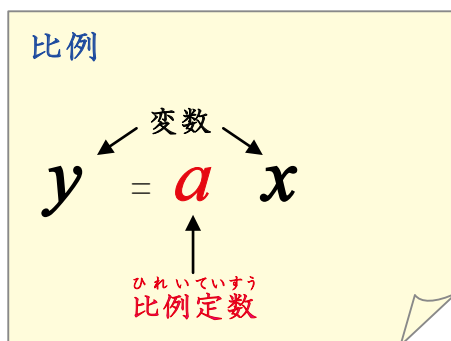 比例
変数
y = a x
ひれいていすう
比例定数